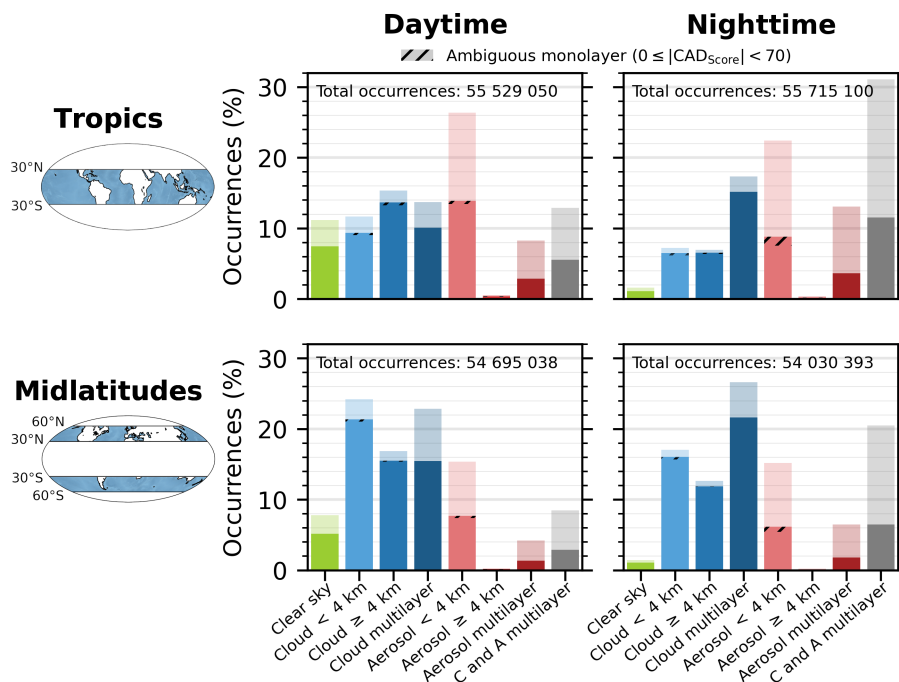 Daytime
Nighttime
Ambiguous monolayer (0 ≤ |CAD_Score| < 70)
Tropics
30°N
30°S
Occurrences (%)
30
20
10
0
Total occurrences: 55 529 050
Total occurrences: 55 715 100
Midlatitudes
60°N
30°N
30°S
60°S
Occurrences (%)
30
20
10
0
Total occurrences: 54 695 038
Total occurrences: 54 030 393
Clear sky
Cloud < 4 km
Cloud ≥ 4 km
Cloud multilayer
Aerosol < 4 km
Aerosol ≥ 4 km
Aerosol multilayer
C and A multilayer
Clear sky
Cloud < 4 km
Cloud ≥ 4 km
Cloud multilayer
Aerosol < 4 km
Aerosol ≥ 4 km
Aerosol multilayer
C and A multilayer